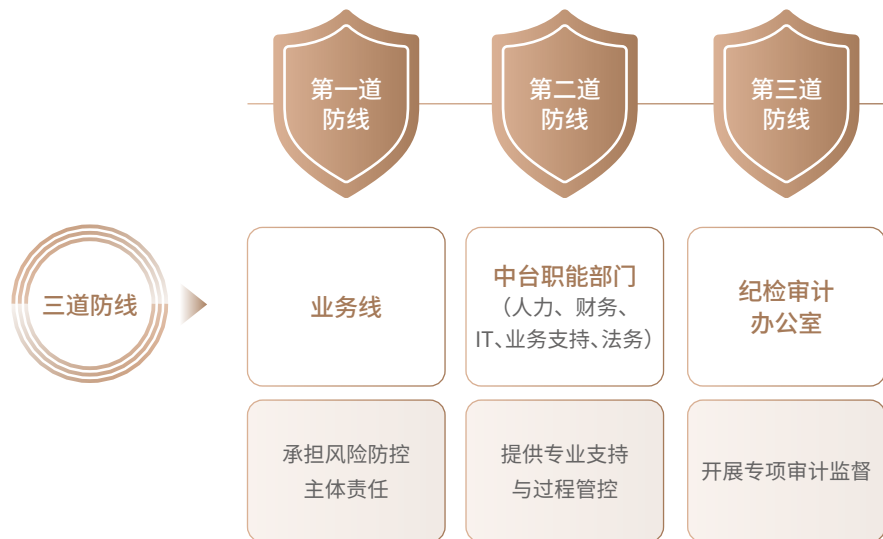 第一道
防线
第二道
防线
第三道
防线
三道防线
业务线
中台职能部门
（人力、财务、
IT、业务支持、法务）
纪检审计
办公室
承担风险防控
主体责任
提供专业支持
与过程管控
开展专项审计监督